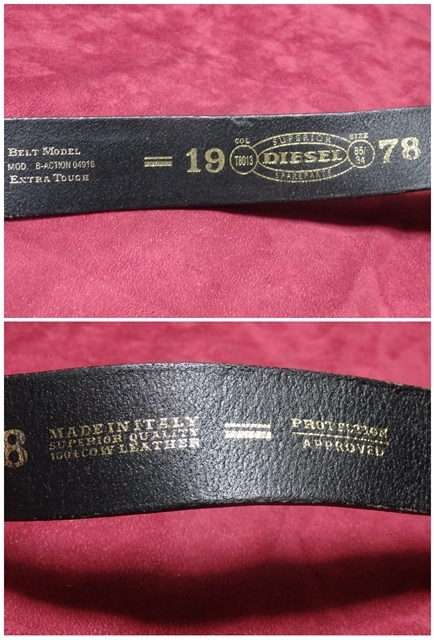 BELT MODEL
MOD. B-ACTION 04918
EXTRA TOUCH
19
COL
T8013
SUPERIOR
DIESEL
SPAREPARTS
SIZE
85/
34
78
8
MADE IN ITALY
SUPERIOR QUALITY
100% COW LEATHER
PROTECTION
APPROVED